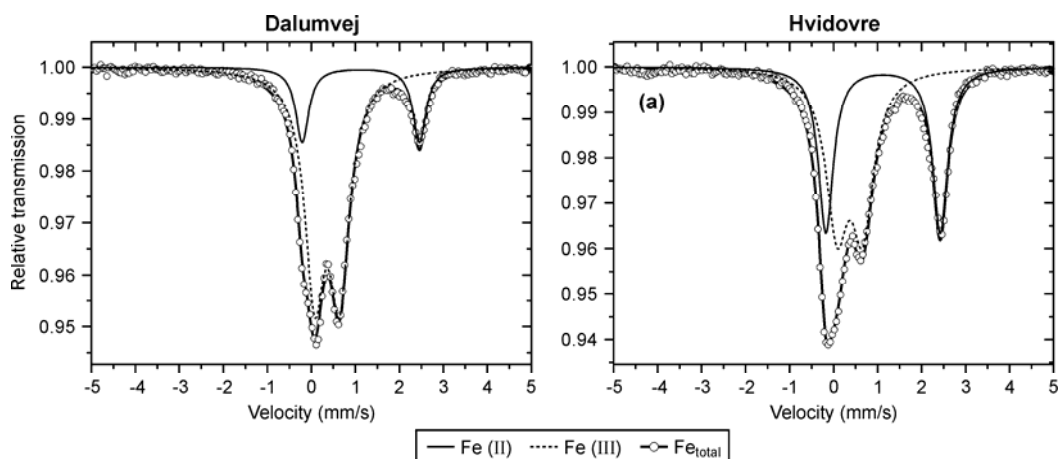 Dalumvej
Hvidovre
Relative transmission
1.00
0.99
0.98
0.97
0.96
0.95
-5 -4 -3 -2 -1 0 1 2 3 4 5
Velocity (mm/s)
(a)
1.00
0.99
0.98
0.97
0.96
0.95
0.94
-5 -4 -3 -2 -1 0 1 2 3 4 5
Velocity (mm/s)
Fe (II) Fe (III) Fetotal